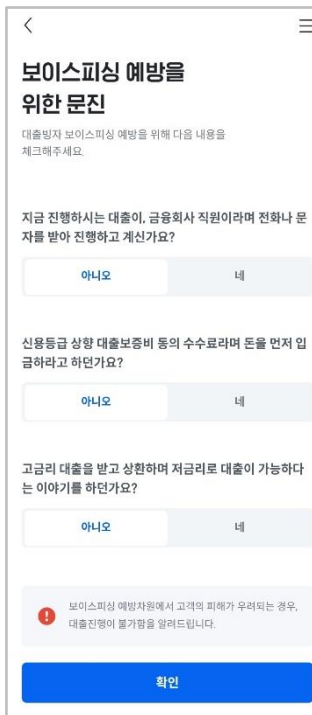 보이스피싱 예방을
위한 문진
대출빙자 보이스피싱 예방을 위해 다음 내용을
체크해주세요.
지금 진행하시는 대출이, 금융회사 직원이라며 전화나 문
자를 받아 진행하고 계신가요?
아니오 네
신용등급 상향 대출보증비 동의 수수료라며 돈을 먼저 입
금하라고 하던가요?
아니오 네
고금리 대출을 받고 상환하며 저금리로 대출이 가능하다
는 이야기를 하던가요?
아니오 네
보이스피싱 예방차원에서 고객의 피해가 우려되는 경우,
대출진행이 불가함을 알려드립니다.
확인